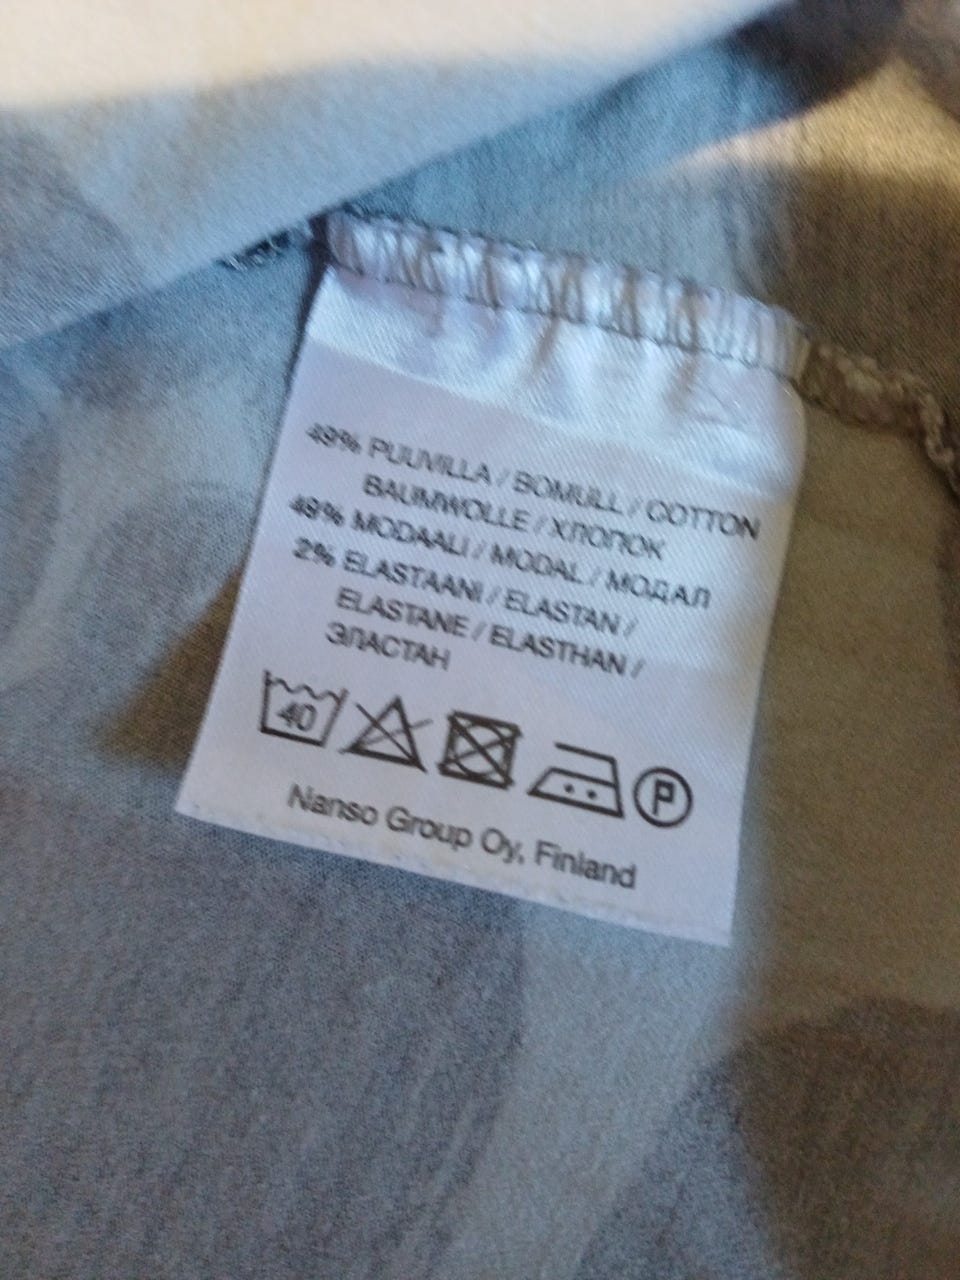 49% PUUVILLA / BOMULL / COTTON
BAUMWOLLE / ХЛОПОК
49% MODAALI / MODAL / МОДАЛ
2% ELASTAANI / ELASTAN /
ELASTANE / ELASTHAN /
ЭЛАСТАН
40 P
Nanso Group Oy, Finland